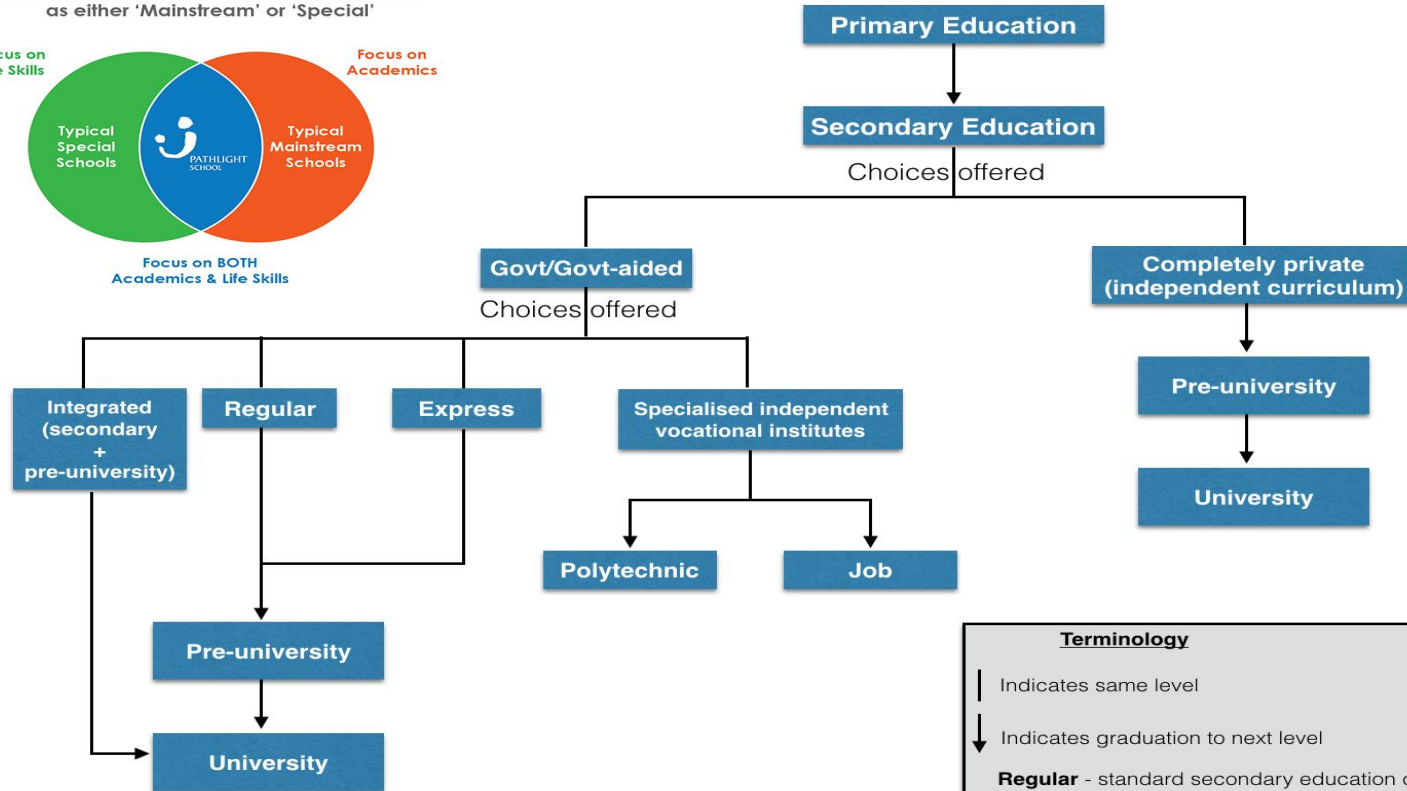 as either ‘Mainstream’ or ‘Special’
Focus on
Academics
Typical
Special
Schools
PATHLIGHT
SCHOOL
Typical
Mainstream
Schools
Focus on BOTH
Academics & Life Skills
Primary Education
Secondary Education
Choices offered
Govt/Govt-aided
Choices offered
Completely private
(independent curriculum)
Integrated
(secondary
+
pre-university)
Regular
Express
Specialised independent
vocational institutes
Pre-university
University
Polytechnic
Job
Pre-university
University
Terminology
Indicates same level
Indicates graduation to next level
Regular - standard secondary education
Skills
on